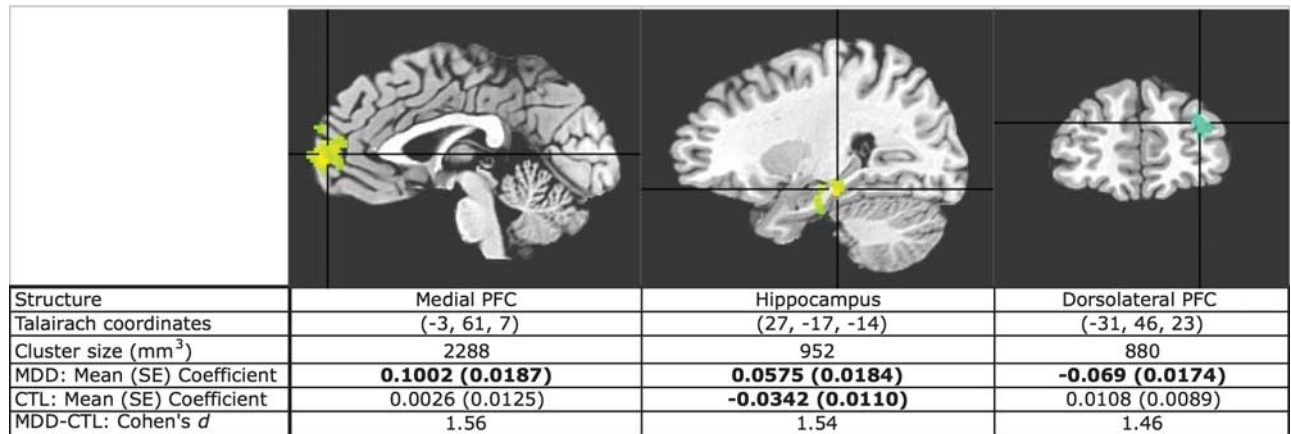 Structure Medial PFC Hippocampus Dorsolateral PFC
Talairach coordinates (-3, 61, 7) (27, -17, -14) (-31, 46, 23)
Cluster size (mm³) 2288 952 880
MDD: Mean (SE) Coefficient 0.1002 (0.0187) 0.0575 (0.0184) -0.069 (0.0174)
CTL: Mean (SE) Coefficient 0.0026 (0.0125) -0.0342 (0.0110) 0.0108 (0.0089)
MDD-CTL: Cohen's d 1.56 1.54 1.46